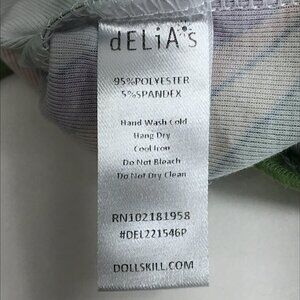 dELiA*s
95%POLYESTER
5%SPANDEX
Hand Wash Cold
Hang Dry
Cool Iron
Do Not Bleach
Do Not Dry Clean
RN102181958
#DEL221546P
DOLLSKILL.COM